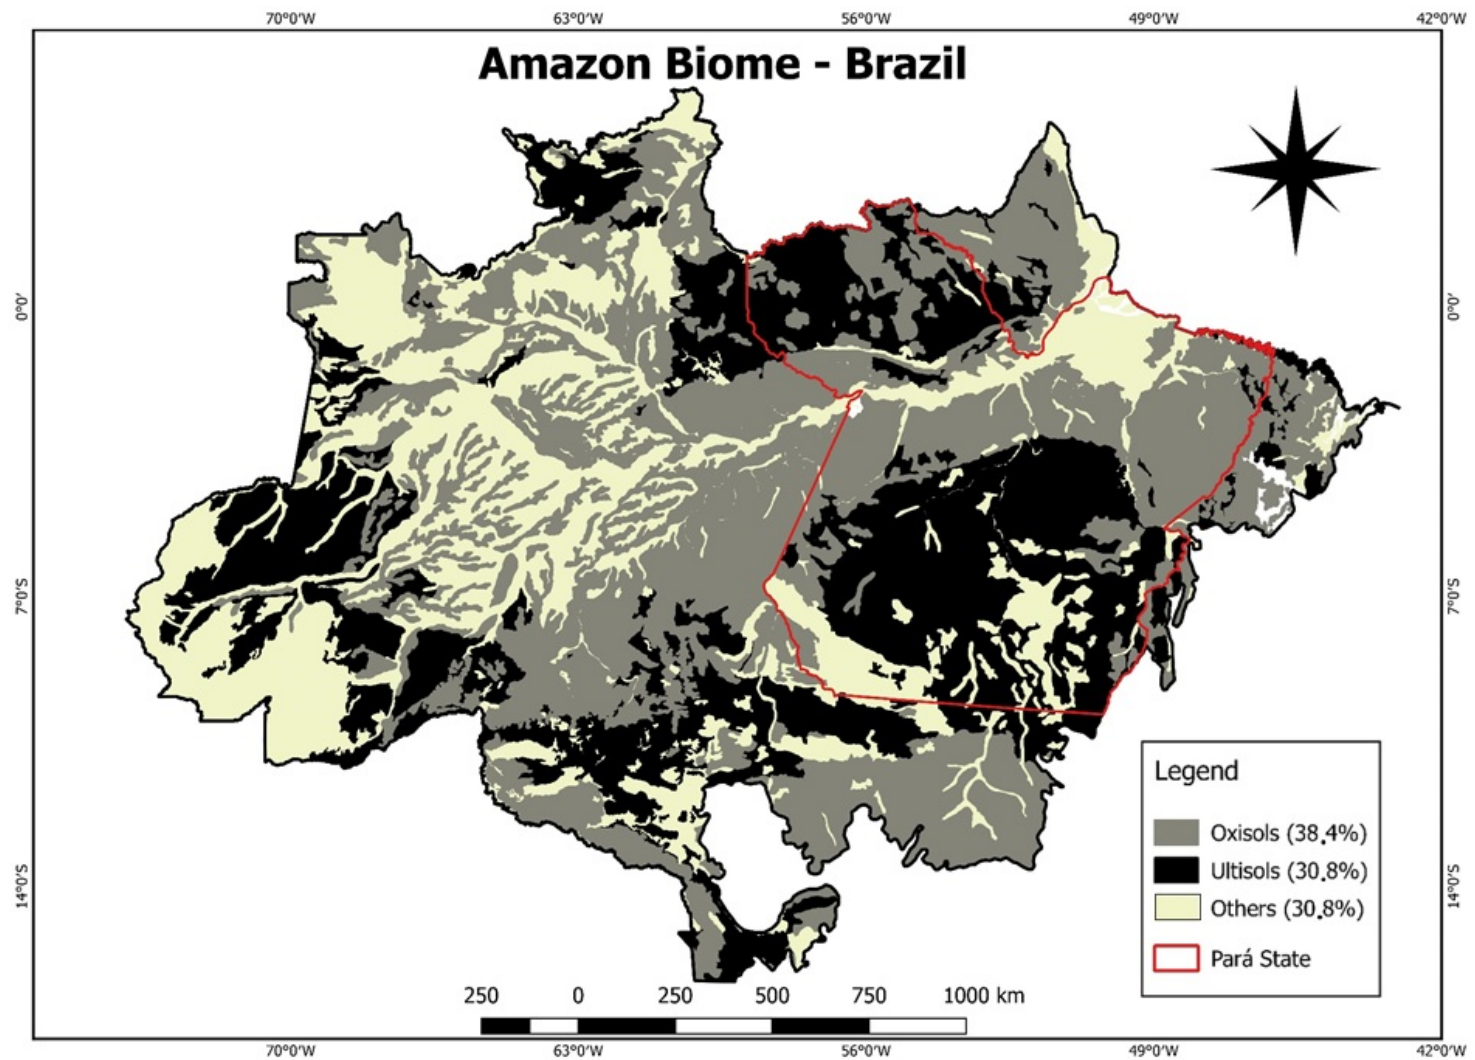 70°0'W 63°0'W 56°0'W 49°0'W 42°0'W
Amazon Biome - Brazil
0°0' 0°0'
7°0'S 7°0'S
14°0'S 14°0'S
Legend
Oxisols (38.4%)
Ultisols (30.8%)
Others (30.8%)
Pará State
250 0 250 500 750 1000 km
70°0'W 63°0'W 56°0'W 49°0'W 42°0'W